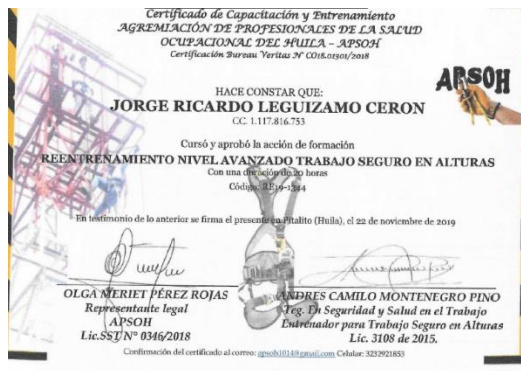 Certificado de Capacitación y Entrenamiento
AGREMIACIÓN DE PROFESIONALES DE LA SALUD
OCUPACIONAL DEL HUILA – APSOH
Certificación Bureau Veritas N° CO18.01301/2018
APSOH
HACE CONSTAR QUE:
JORGE RICARDO LEGUIZAMO CERON
CC. 1.117.816.753
Cursó y aprobó la acción de formación
REENTRENAMIENTO NIVEL AVANZADO TRABAJO SEGURO EN ALTURAS
Con una duración de 20 horas
Código: RE19-1344
En testimonio de lo anterior se firma el presente en Pitalito (Huila), el 22 de noviembre de 2019
OLGA MERIET PÉREZ ROJAS
Representante legal
APSOH
Lic.SST N° 0346/2018
ANDRES CAMILO MONTENEGRO PINO
Teg. En Seguridad y Salud en el Trabajo
Entrenador para Trabajo Seguro en Alturas
Lic. 3108 de 2015.
Confirmación del certificado al correo: apsoh1014@gmail.com Celular: 3232921853